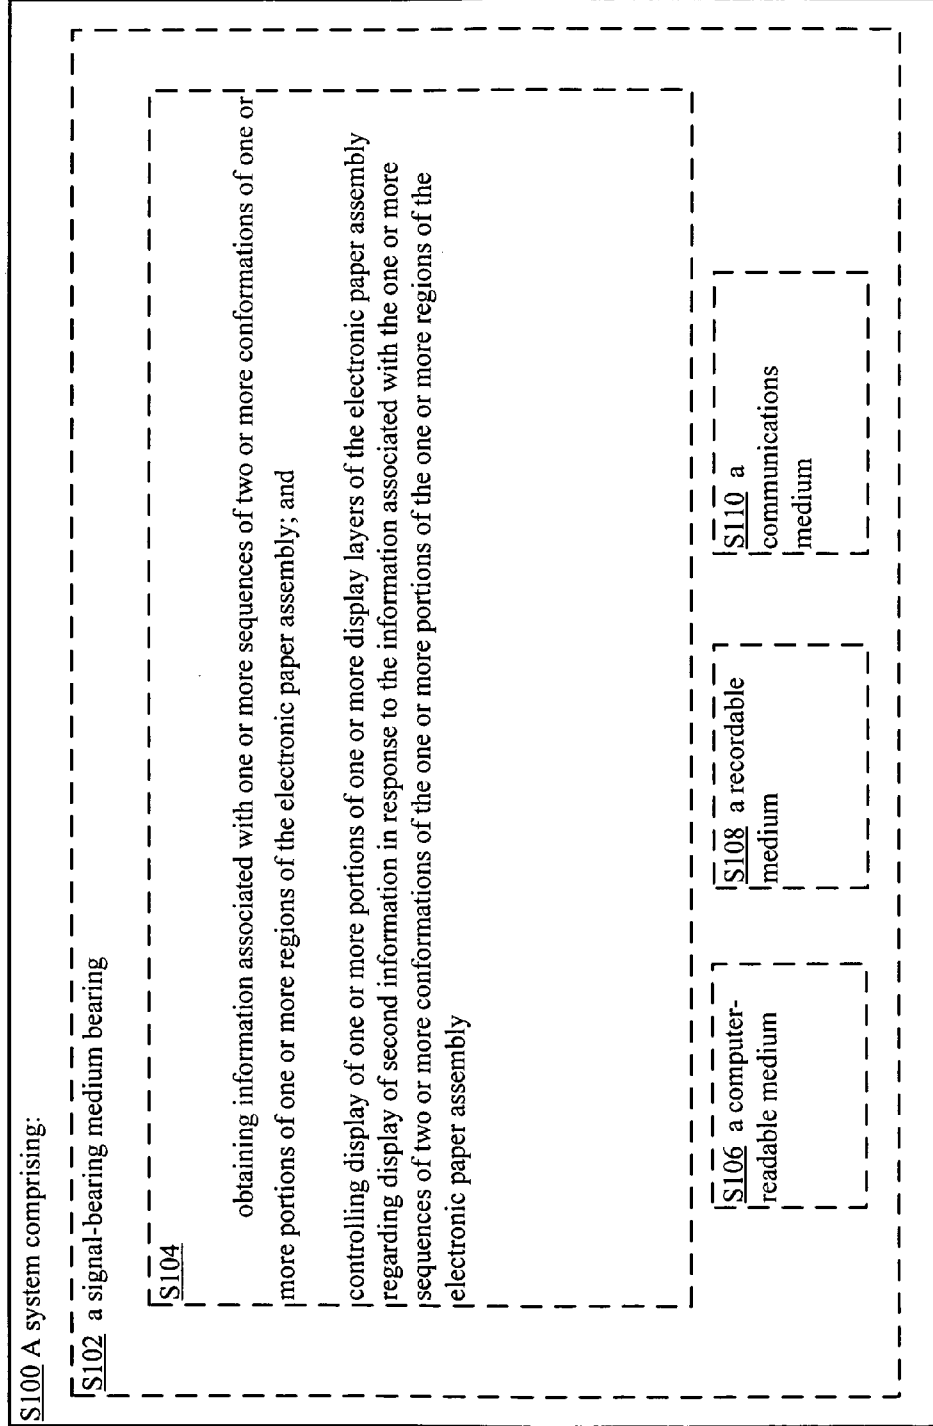 S100 A system comprising:
S102 a signal-bearing medium bearing
S104
obtaining information associated with one or more sequences of two or more conformations of one or
more portions of one or more regions of the electronic paper assembly; and
controlling display of one or more portions of one or more display layers of the electronic paper assembly
regarding display of second information in response to the information associated with the one or more
sequences of two or more conformations of the one or more portions of the one or more regions of the
electronic paper assembly
S106 a computer-
readable medium
S108 a recordable
medium
S110 a
communications
medium